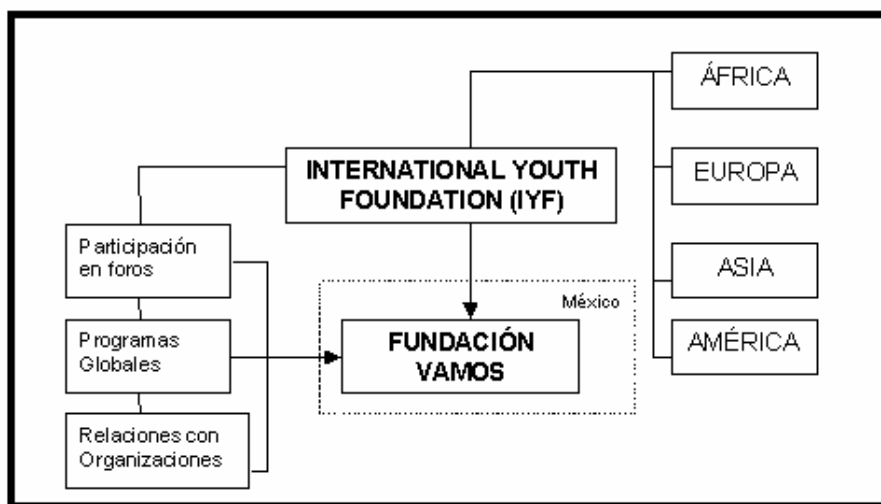 ÁFRICA
INTERNATIONAL YOUTH
FOUNDATION (IYF)
EUROPA
Participación
en foros
ASIA
México
Programas
Globales
FUNDACIÓN
VAMOS
AMÉRICA
Relaciones con
Organizaciones